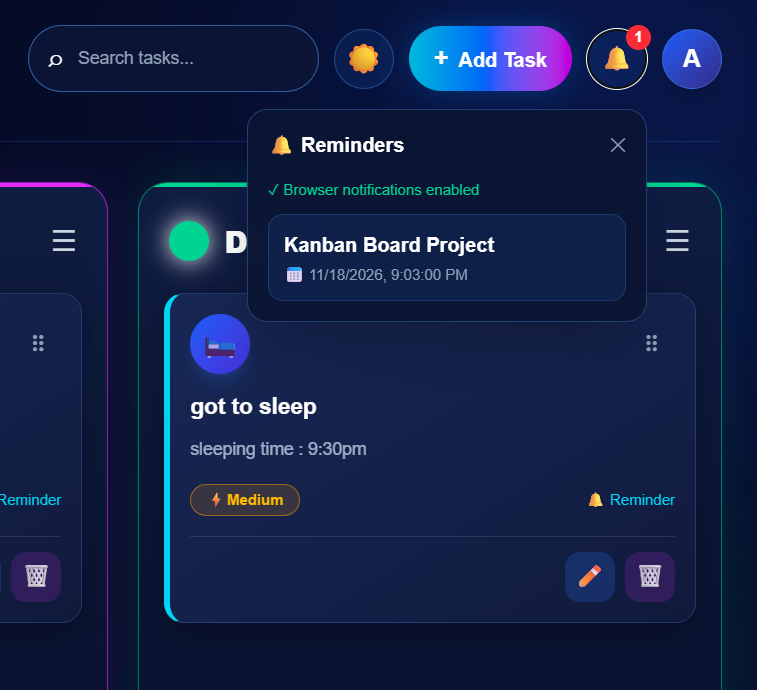 Search tasks...
+ Add Task
1
A
Reminders
✓ Browser notifications enabled
Kanban Board Project
11/18/2026, 9:03:00 PM
D
got to sleep
sleeping time : 9:30pm
Medium
Reminder
Reminder